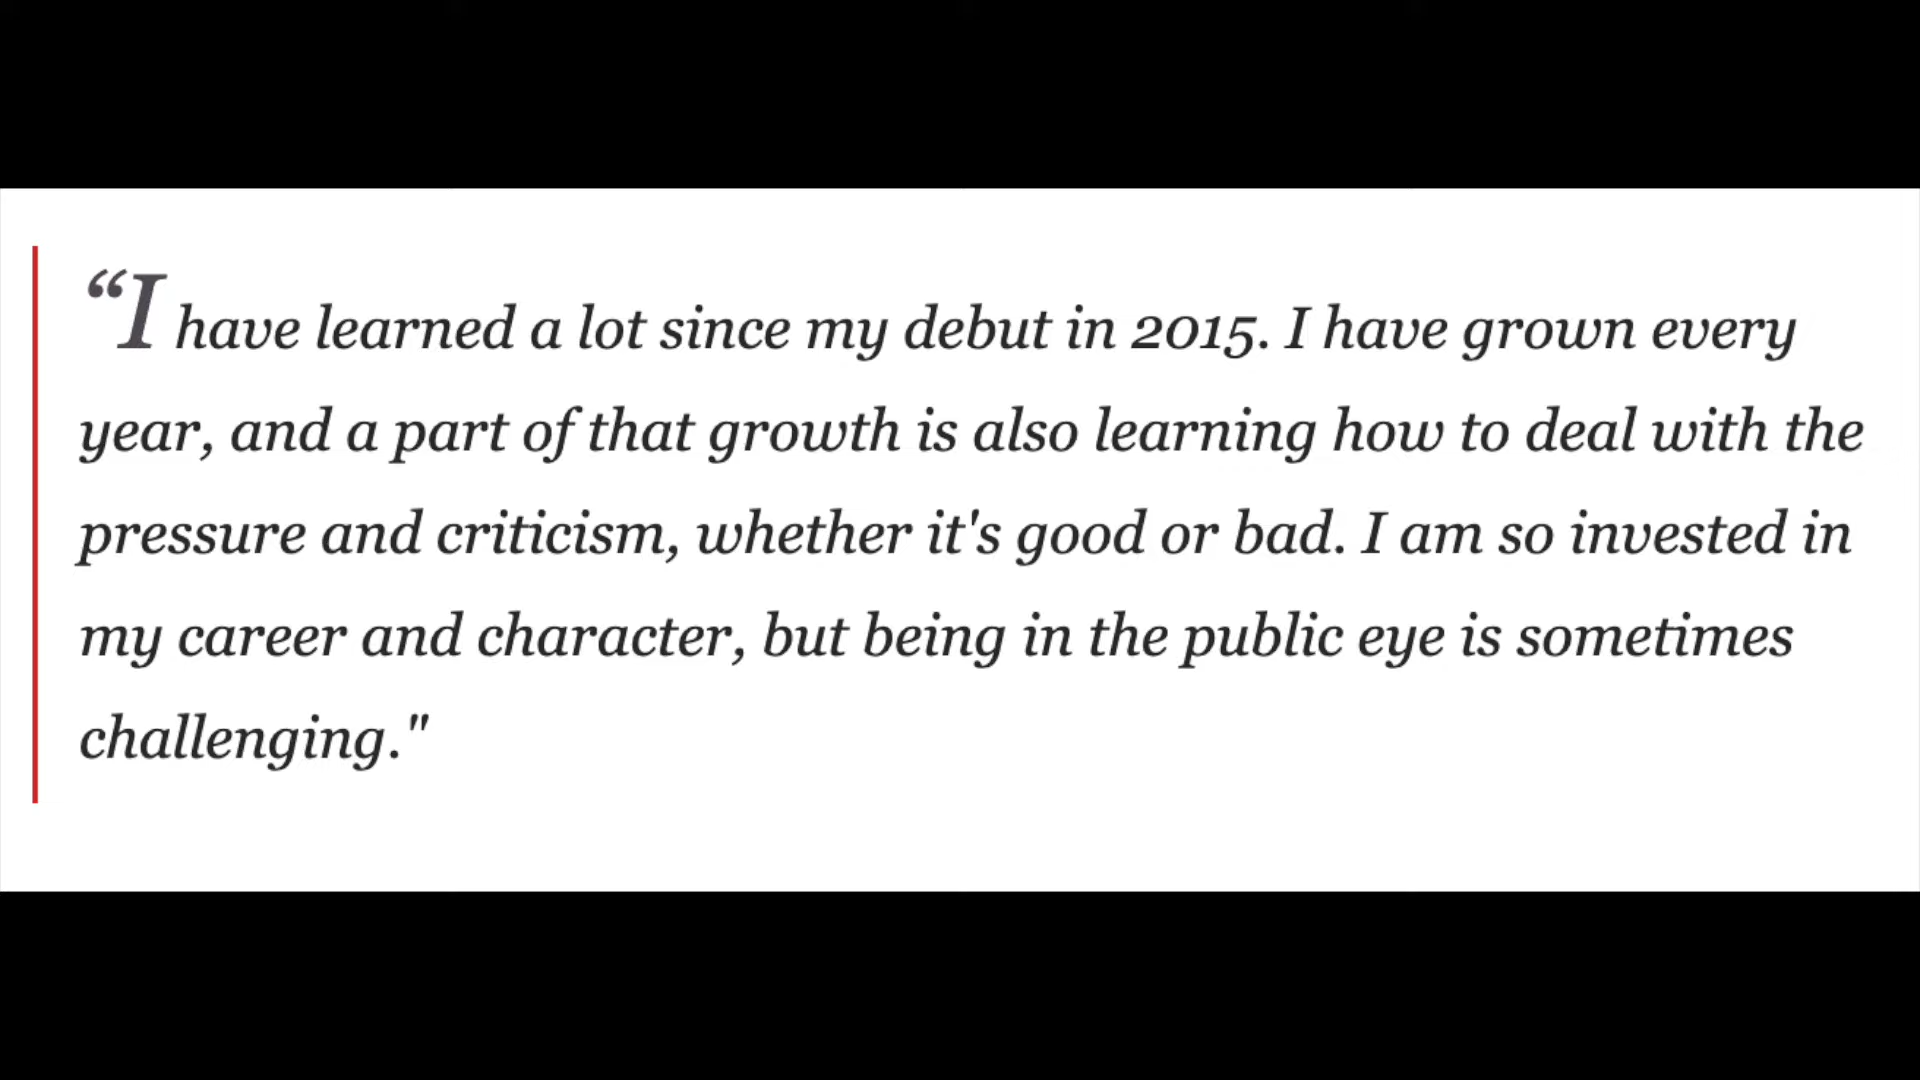 “I have learned a lot since my debut in 2015. I have grown every
year, and a part of that growth is also learning how to deal with the
pressure and criticism, whether it's good or bad. I am so invested in
my career and character, but being in the public eye is sometimes
challenging."